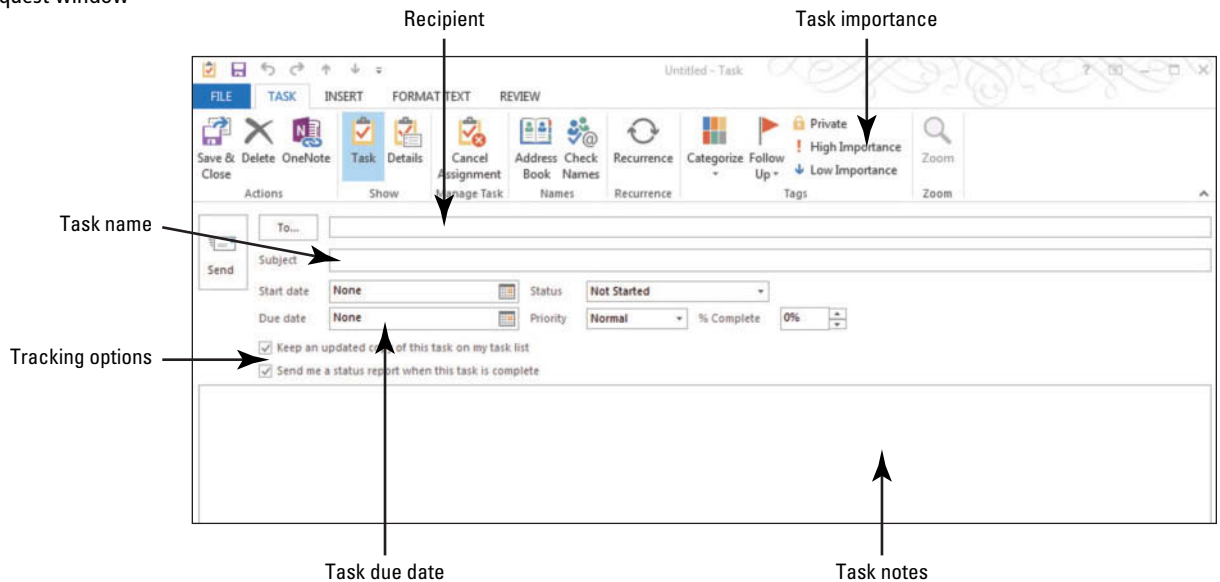 quest window
Recipient
Task importance
Untitled - Task
FILE TASK INSERT FORMAT TEXT REVIEW
Save & Close Delete OneNote Task Details Cancel Assignment Address Book Check Names Recurrence Categorize Follow Up Private
High Importance
Low Importance
Zoom
Actions Show Manage Task Names Recurrence Tags Zoom
Task name
To...
Send
Subject
Start date None Status Not Started
Due date None Priority Normal % Complete 0%
Tracking options
Keep an updated copy of this task on my task list
Send me a status report when this task is complete
Task due date
Task notes